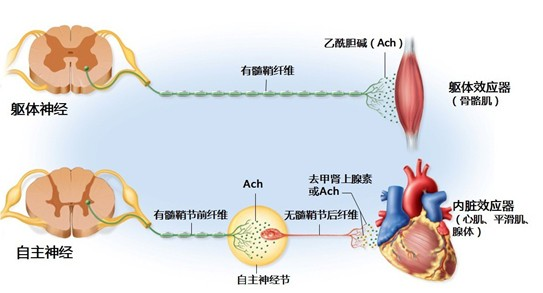 乙酰胆碱（Ach）
有髓鞘纤维
躯体神经
躯体效应器
（骨骼肌）
Ach
去甲肾上腺素
或Ach
有髓鞘节前纤维
无髓鞘节后纤维
内脏效应器
（心肌、平滑肌、
腺体）
自主神经
自主神经节